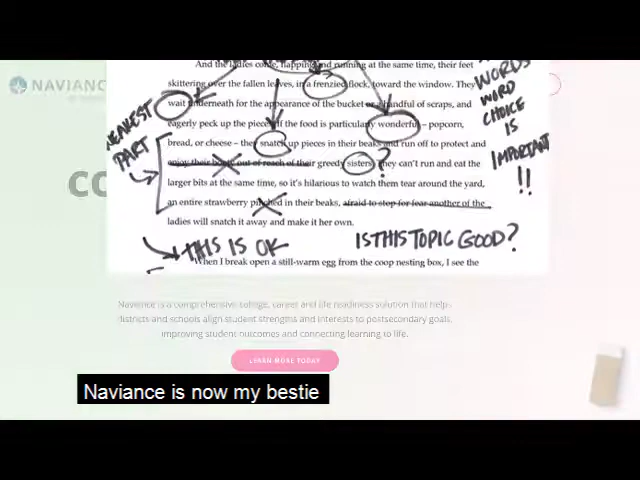 And the ladies come, flapping and running at the same time, their feet
NAVIANCE
skittering over the fallen leaves, in a frenzied flock, toward the window. They
wait underneath for the appearance of the bucket or handful of scraps, and
eagerly peck up the pieces. If the food is particularly wonderful – popcorn,
bread, or cheese – they snatch up pieces in their beaks and run off to protect and
enjoy their booty out of reach of their greedy sisters. They can't run and eat the
larger bits at the same time, so it's hilarious to watch them tear around the yard,
an entire strawberry pinched in their beaks, afraid to stop for fear another of the
ladies will snatch it away and make it her own.
When I break open a still-warm egg from the coop nesting box, I see the
WEAKEST
PART
WORDS
WORD
CHOICE
IS
IMPORTANT
!!
?
THIS IS OK
IS THIS TOPIC GOOD?
CO
Naviance is a comprehensive college, career and life readiness solution that helps
districts and schools align student strengths and interests to postsecondary goals,
improving student outcomes and connecting learning to life.
LEARN MORE TODAY
Naviance is now my bestie